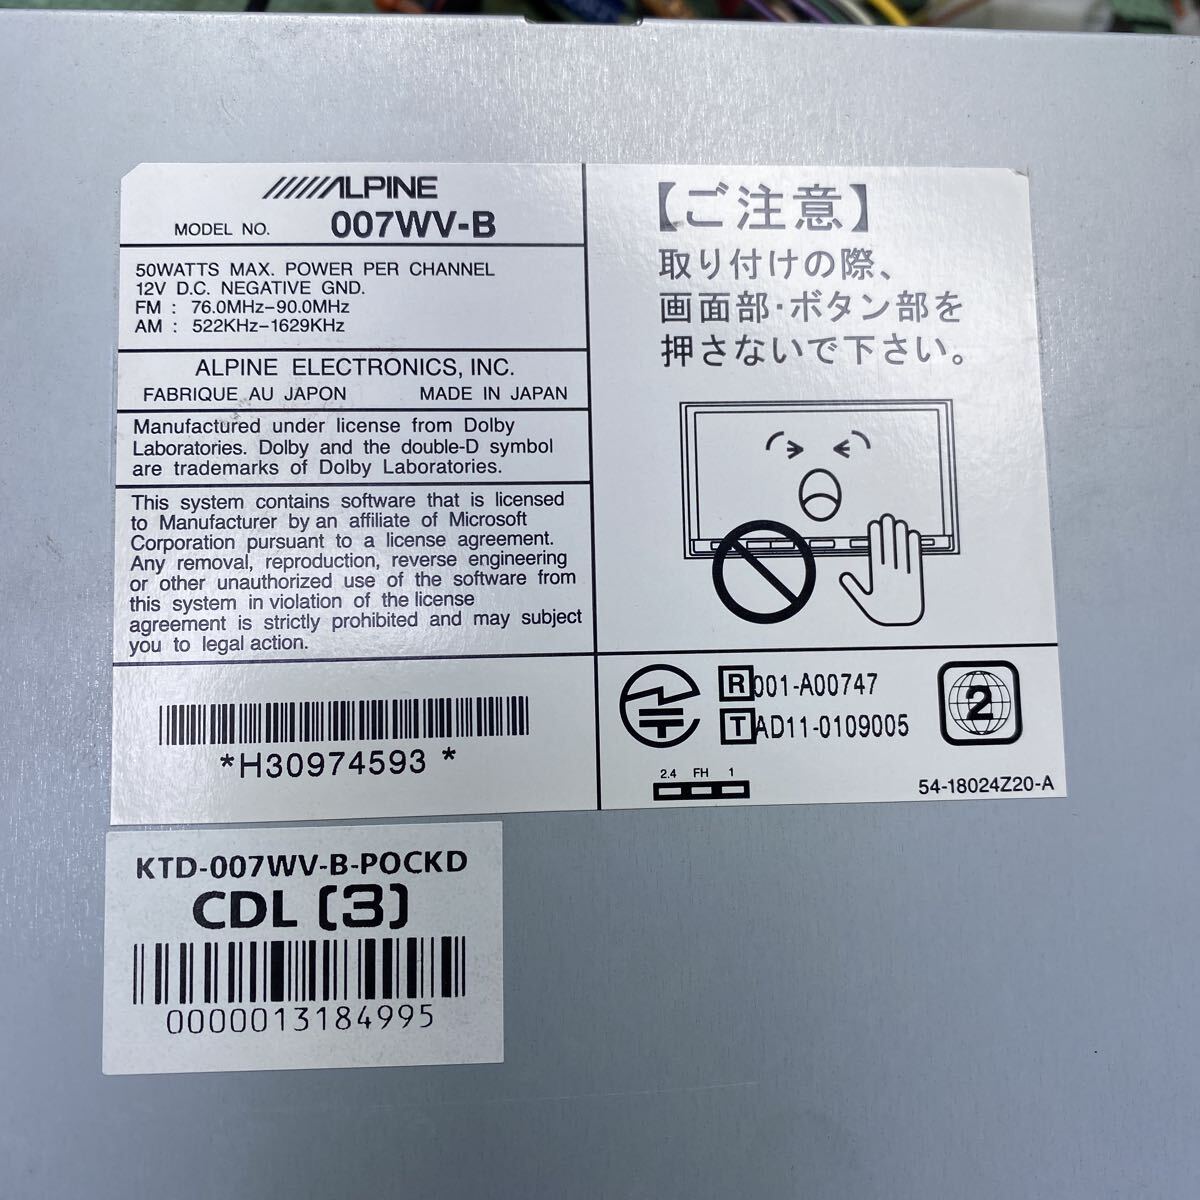 ALPINE
MODEL NO. 007WV-B
50WATTS MAX. POWER PER CHANNEL
12V D.C. NEGATIVE GND.
FM : 76.0MHz-90.0MHz
AM : 522KHz-1629KHz
ALPINE ELECTRONICS, INC.
FABRIQUE AU JAPON MADE IN JAPAN
Manufactured under license from Dolby
Laboratories. Dolby and the double-D symbol
are trademarks of Dolby Laboratories.
This system contains software that is licensed
to Manufacturer by an affiliate of Microsoft
Corporation pursuant to a license agreement.
Any removal, reproduction, reverse engineering
or other unauthorized use of the software from
this system in violation of the license
agreement is strictly prohibited and may subject
you to legal action.
*H30974593 *
【ご注意】
取り付けの際、
画面部・ボタン部を
押さないで下さい。
R 001-A00747
T AD11-0109005
2
2.4 FH 1
54-18024Z20-A
KTD-007WV-B-POCKD
CDL (3)
0000013184995